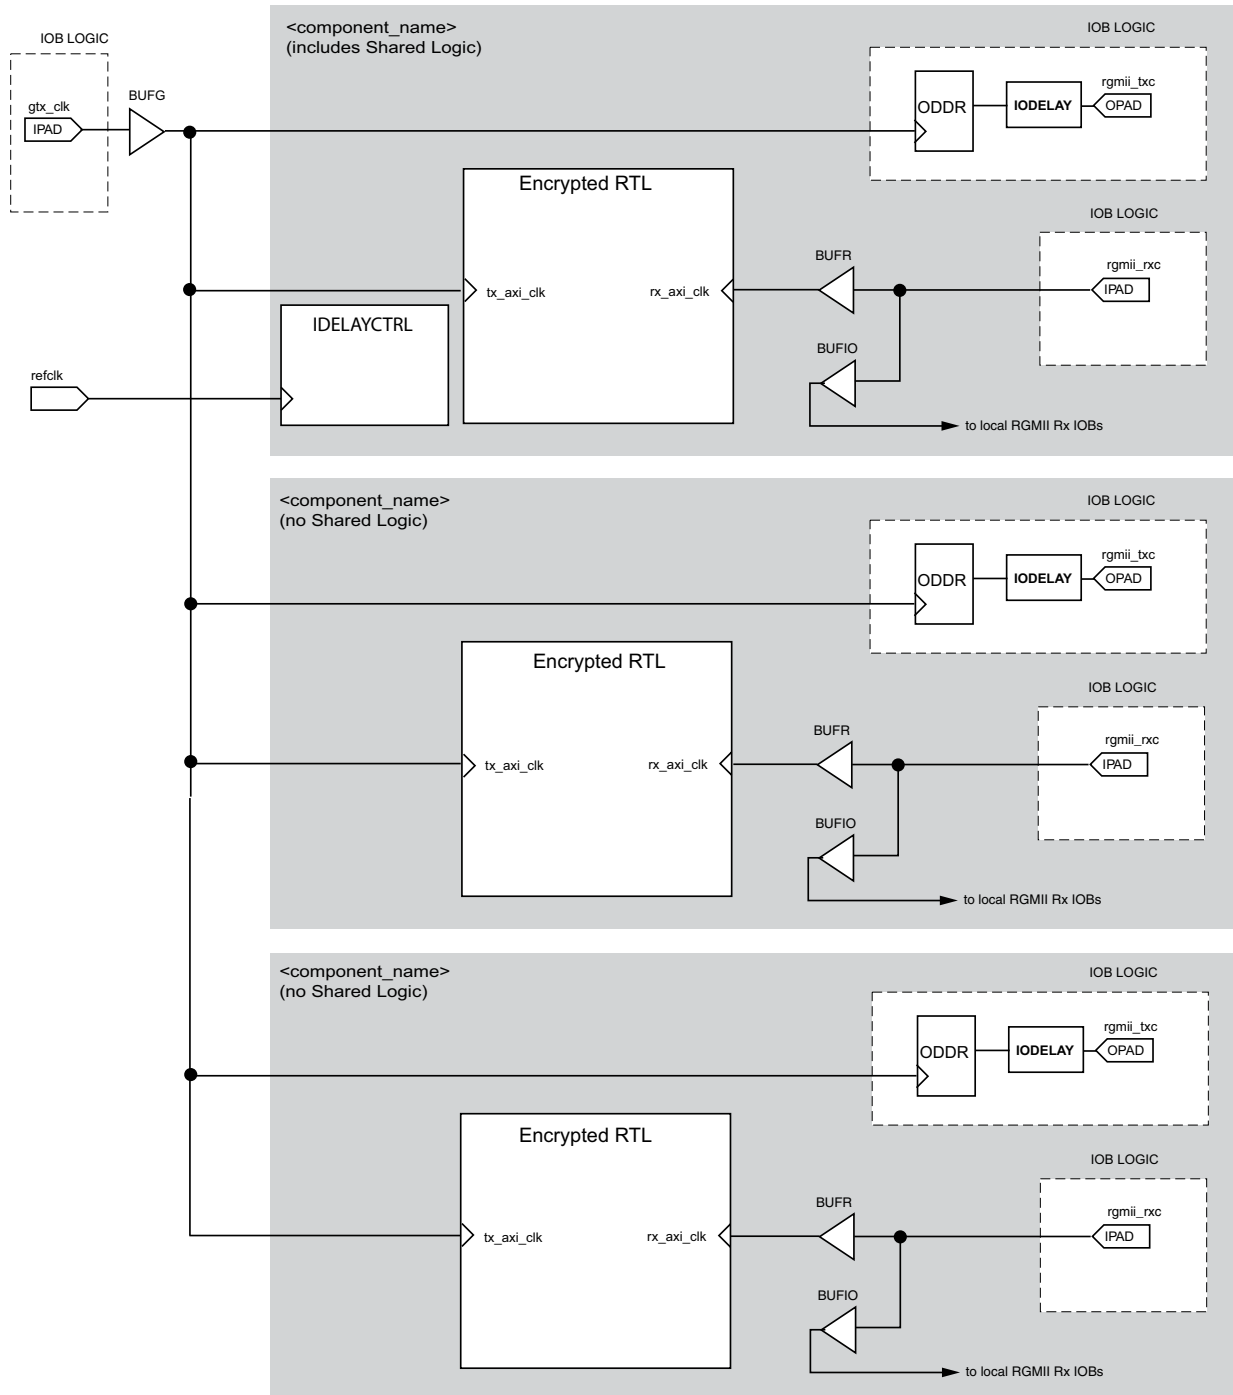 IOB LOGIC
gtx_clk
IPAD
BUFG
<component_name>
(includes Shared Logic)
IOB LOGIC
ODDR
IODELAY
rgmii_txc
OPAD
Encrypted RTL
tx_axi_clk
rx_axi_clk
BUFR
IOB LOGIC
rgmii_rxc
IPAD
BUFIO
to local RGMII Rx IOBs
IDELAYCTRL
refclk
<component_name>
(no Shared Logic)
IOB LOGIC
ODDR
IODELAY
rgmii_txc
OPAD
Encrypted RTL
tx_axi_clk
rx_axi_clk
BUFR
IOB LOGIC
rgmii_rxc
IPAD
BUFIO
to local RGMII Rx IOBs
<component_name>
(no Shared Logic)
IOB LOGIC
ODDR
IODELAY
rgmii_txc
OPAD
Encrypted RTL
tx_axi_clk
rx_axi_clk
BUFR
IOB LOGIC
rgmii_rxc
IPAD
BUFIO
to local RGMII Rx IOBs